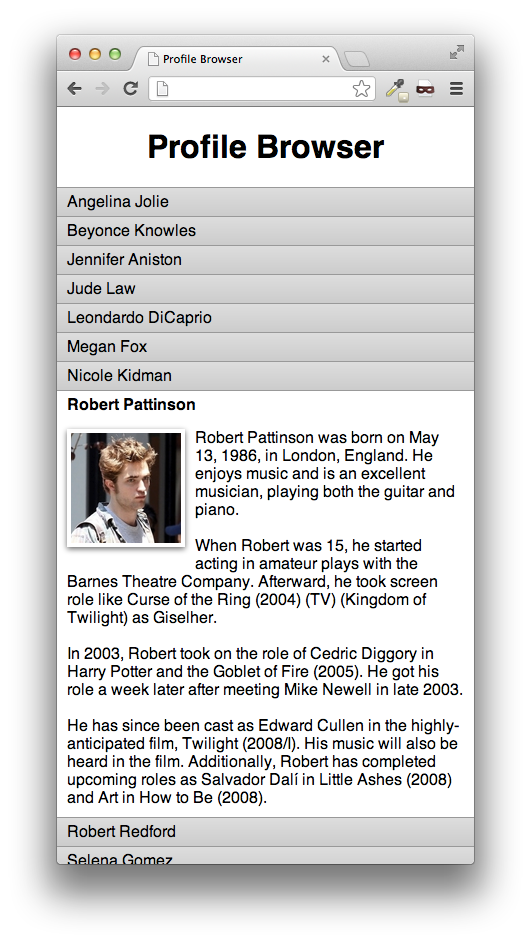 Profile Browser
Profile Browser
Angelina Jolie
Beyonce Knowles
Jennifer Aniston
Jude Law
Leondardo DiCaprio
Megan Fox
Nicole Kidman
Robert Pattinson
Robert Pattinson was born on May
13, 1986, in London, England. He
enjoys music and is an excellent
musician, playing both the guitar and
piano.
When Robert was 15, he started
acting in amateur plays with the
Barnes Theatre Company. Afterward, he took screen
role like Curse of the Ring (2004) (TV) (Kingdom of
Twilight) as Giselher.
In 2003, Robert took on the role of Cedric Diggory in
Harry Potter and the Goblet of Fire (2005). He got his
role a week later after meeting Mike Newell in late 2003.
He has since been cast as Edward Cullen in the highly-
anticipated film, Twilight (2008/I). His music will also be
heard in the film. Additionally, Robert has completed
upcoming roles as Salvador Dalí in Little Ashes (2008)
and Art in How to Be (2008).
Robert Redford
Selena Gomez